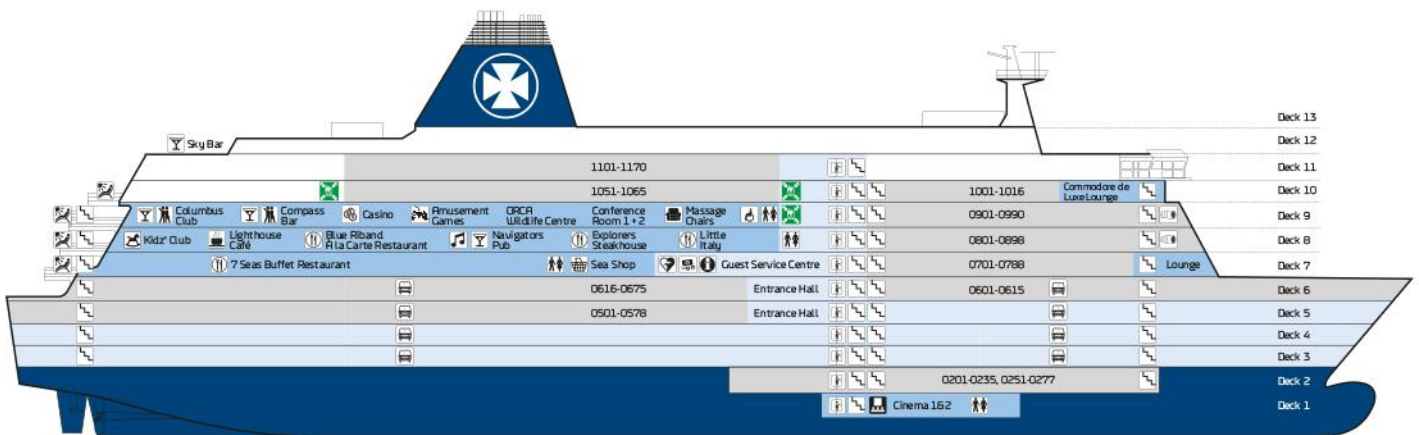 Deck 13
Sky Bar
Deck 12
1101-1170
Deck 11
1051-1065
1001-1016
Commodore de
Luxe Lounge
Deck 10
Columbus
Club
Compass
Bar
Casino
Amusement
Games
ORCA
Wildlife Centre
Conference
Room 1 + 2
Massage
Chairs
0901-0990
Deck 9
Kidz' Club
Lighthouse
Café
Blue Riband
À la Carte Restaurant
Navigators
Pub
Explorers
Steakhouse
Little
Italy
0801-0898
Deck 8
7 Seas Buffet Restaurant
Sea Shop
Guest Service Centre
0701-0788
Lounge
Deck 7
0616-0675
Entrance Hall
0601-0615
Deck 6
0501-0578
Entrance Hall
Deck 5
Deck 4
Deck 3
0201-0235, 0251-0277
Deck 2
Cinema 1&2
Deck 1